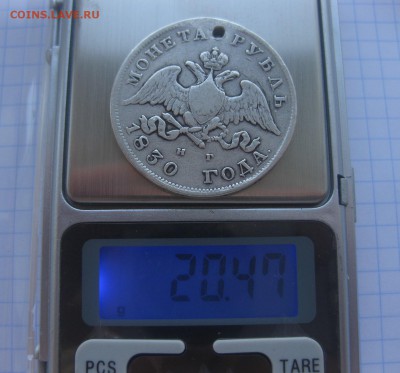 COINS.LAVE.RU
МОНЕТА РУБЛЬ
Н Г
1830 ГОДА.
20.47
g
PCS
TARE